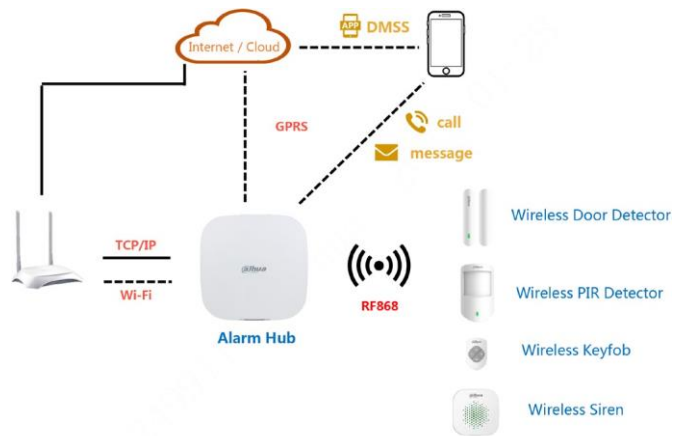 APP DMSS
Internet / Cloud
GPRS
call
message
Wireless Door Detector
TCP/IP
alhua
Wi-Fi
RF868
Wireless PIR Detector
Alarm Hub
Wireless Keyfob
Wireless Siren